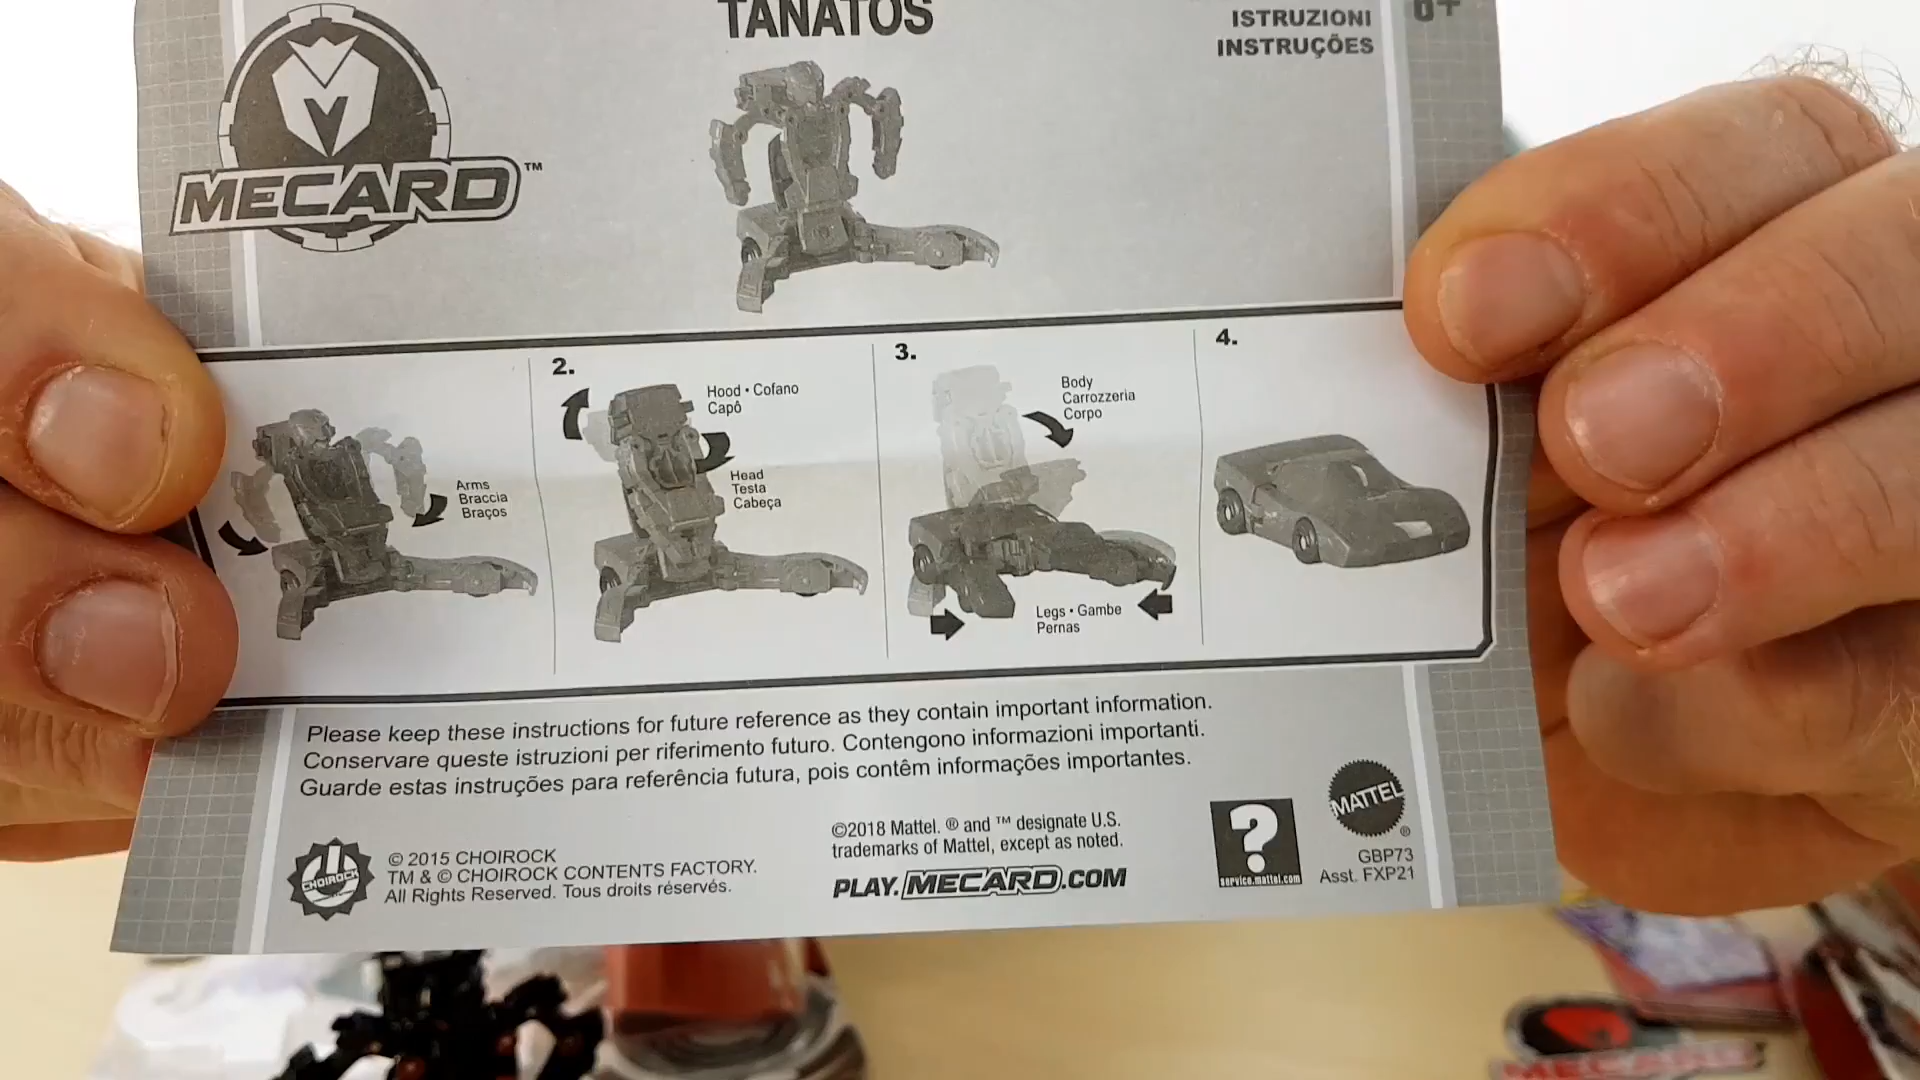 TANATOS
ISTRUZIONI
INSTRUÇÕES
MECARD™
2.
3.
4.
Arms
Braccia
Braços
Hood • Cofano
Capô
Head
Testa
Cabeça
Body
Carrozzeria
Corpo
Legs • Gambe
Pernas
Please keep these instructions for future reference as they contain important information.
Conservare queste istruzioni per riferimento futuro. Contengono informazioni importanti.
Guarde estas instruções para referência futura, pois contêm informações importantes.
CHOIROCK
© 2015 CHOIROCK
TM & © CHOIROCK CONTENTS FACTORY.
All Rights Reserved. Tous droits réservés.
©2018 Mattel. ® and ™ designate U.S.
trademarks of Mattel, except as noted.
PLAY.MECARD.COM
?
service.mattel.com
MATTEL
®
GBP73
Asst. FXP21
MECARD